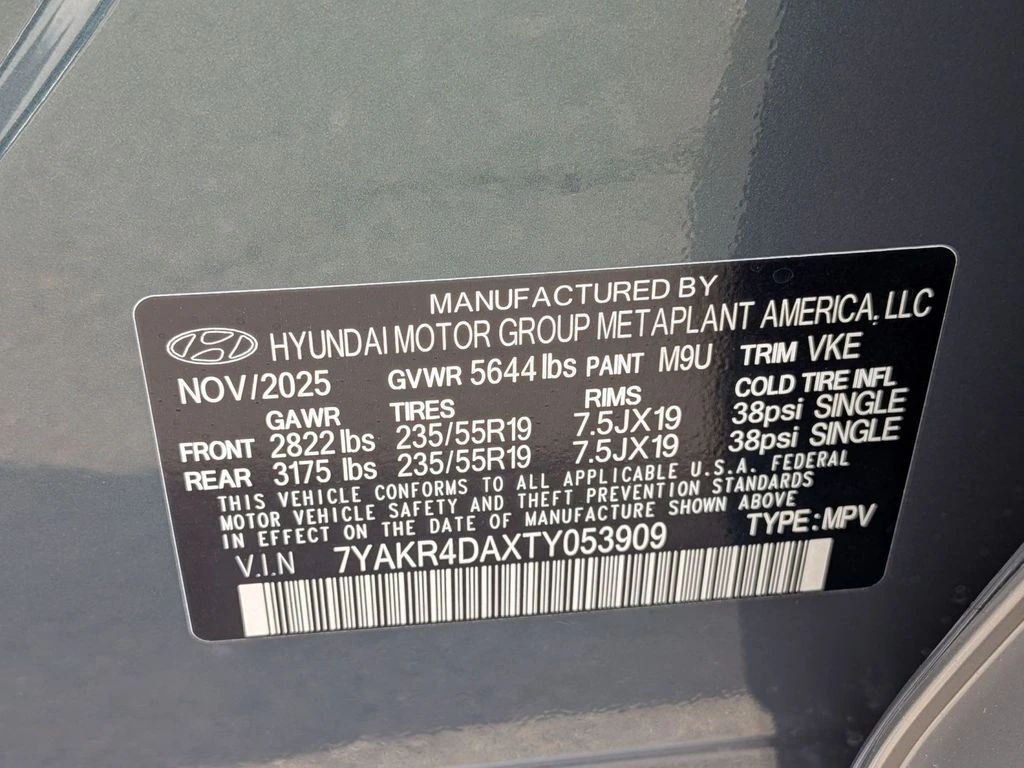 MANUFACTURED BY
HYUNDAI MOTOR GROUP METAPLANT AMERICA, LLC
NOV/2025 GVWR 5644 lbs PAINT M9U TRIM VKE
GAWR TIRES RIMS COLD TIRE INFL
FRONT 2822 lbs 235/55R19 7.5JX19 38psi SINGLE
REAR 3175 lbs 235/55R19 7.5JX19 38psi SINGLE
THIS VEHICLE CONFORMS TO ALL APPLICABLE U.S.A. FEDERAL
MOTOR VEHICLE SAFETY AND THEFT PREVENTION STANDARDS
IN EFFECT ON THE DATE OF MANUFACTURE SHOWN ABOVE
V.I.N 7YAKR4DAXTY053909 TYPE:MPV